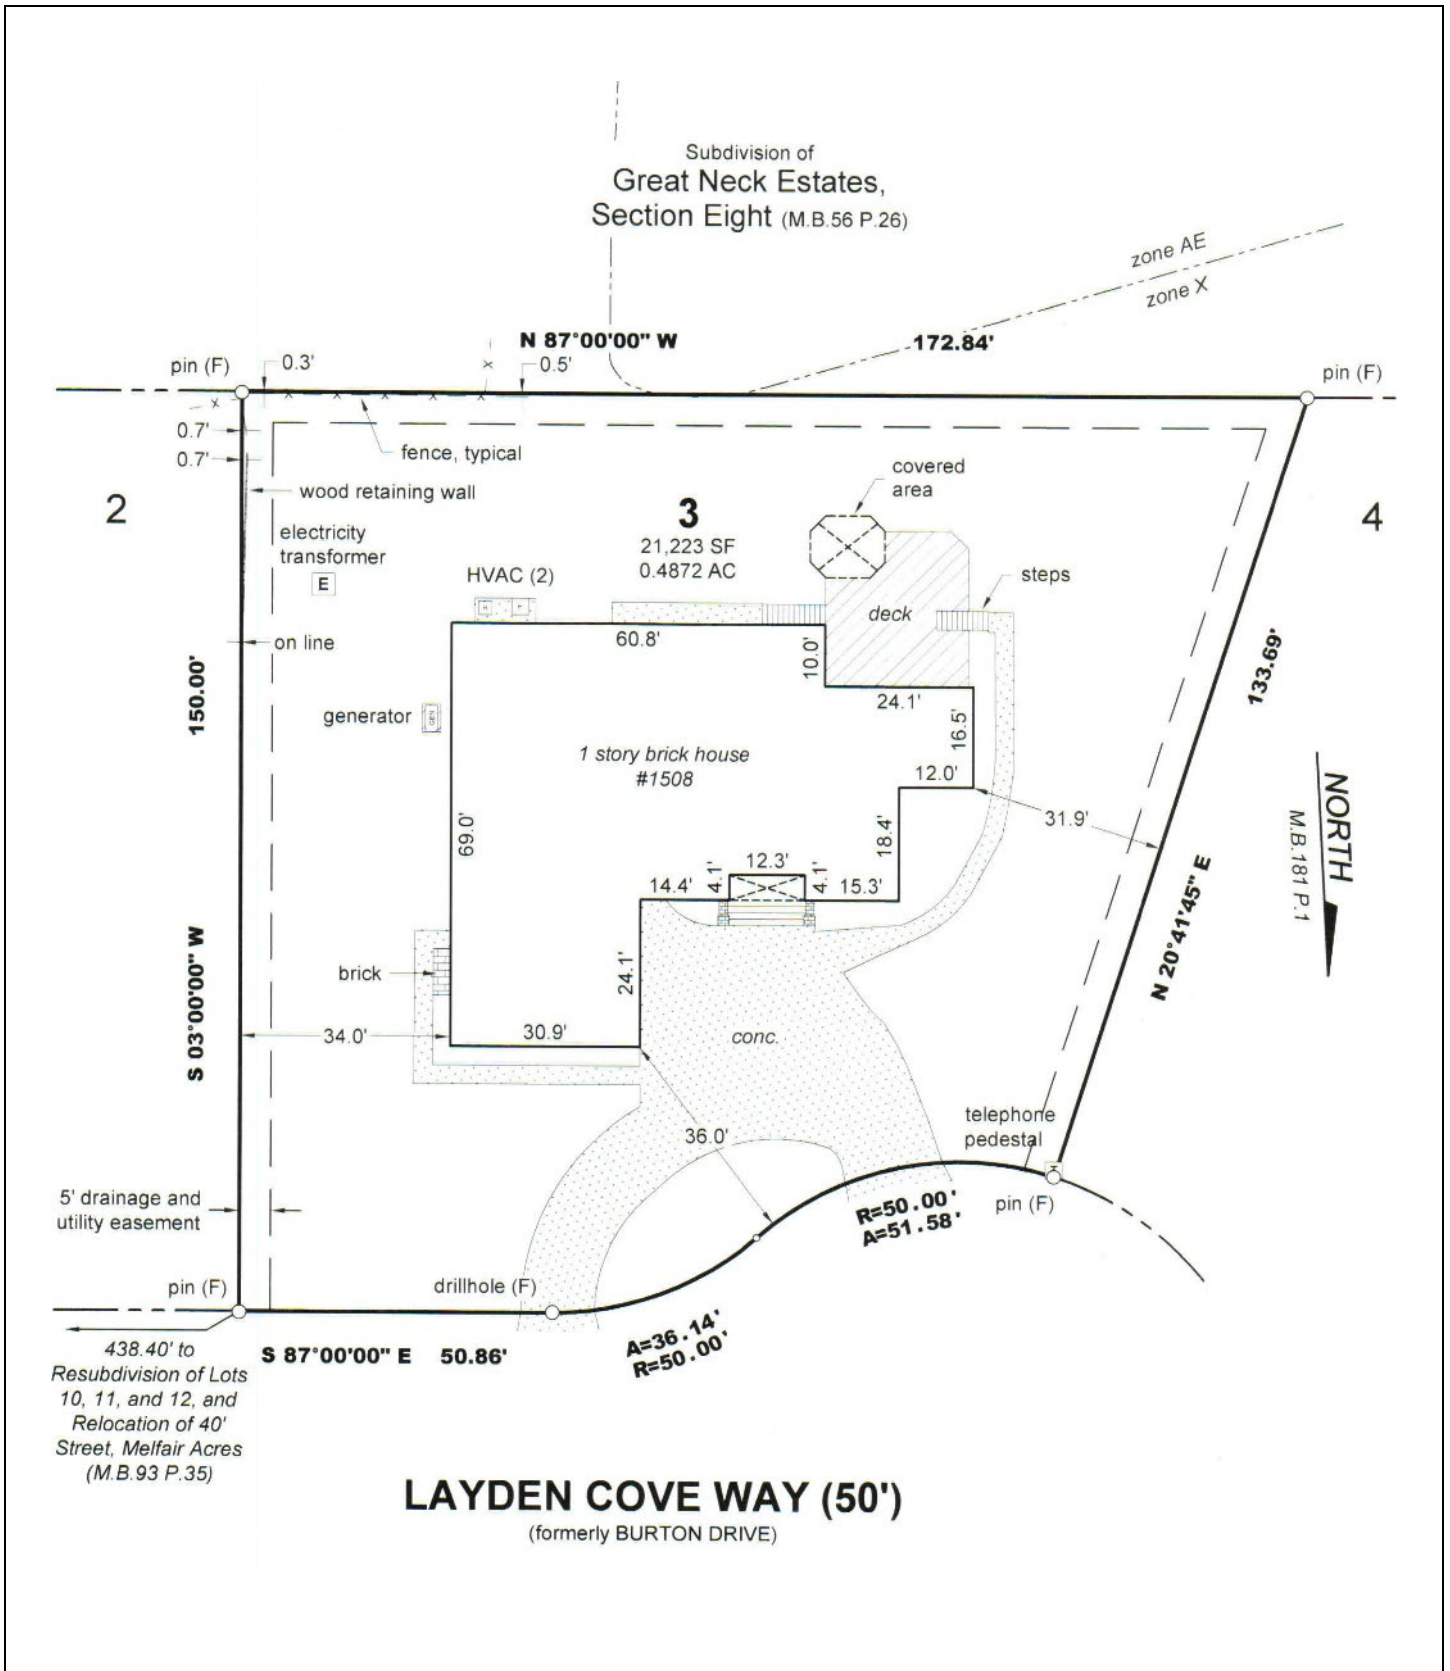 Subdivision of
Great Neck Estates,
Section Eight (M.B.56 P.26)
zone AE
zone X
N 87°00'00" W
172.84'
pin (F)
0.3'
0.5'
pin (F)
0.7'
0.7'
fence, typical
wood retaining wall
covered
area
2
3
4
21,223 SF
0.4872 AC
electricity
transformer
E
HVAC (2)
steps
deck
60.8'
10.0'
on line
24.1'
16.5'
133.69'
150.00'
generator
GEN
1 story brick house
#1508
12.0'
NORTH
M.B.181 P.1
31.9'
69.0'
18.4'
12.3'
14.4'
4.1'
4.1'
15.3'
N 20°41'45" E
S 03°00'00" W
brick
24.1'
34.0'
30.9'
conc.
36.0'
telephone
pedestal
5' drainage and
utility easement
R=50.00'
A=51.58'
pin (F)
pin (F)
drillhole (F)
A=36.14'
R=50.00'
S 87°00'00" E 50.86'
438.40' to
Resubdivision of Lots
10, 11, and 12, and
Relocation of 40'
Street, Melfair Acres
(M.B.93 P.35)
LAYDEN COVE WAY (50')
(formerly BURTON DRIVE)